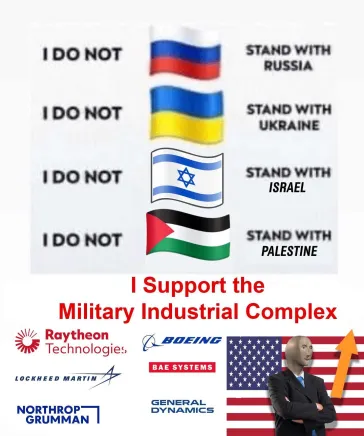 I DO NOT
STAND WITH
RUSSIA
I DO NOT
STAND WITH
UKRAINE
I DO NOT
STAND WITH
ISRAEL
I DO NOT
STAND WITH
PALESTINE
I Support the
Military Industrial Complex
Raytheon
Technologies
BOEING
LOCKHEED MARTIN
BAE SYSTEMS
NORTHROP
GRUMMAN
GENERAL
DYNAMICS